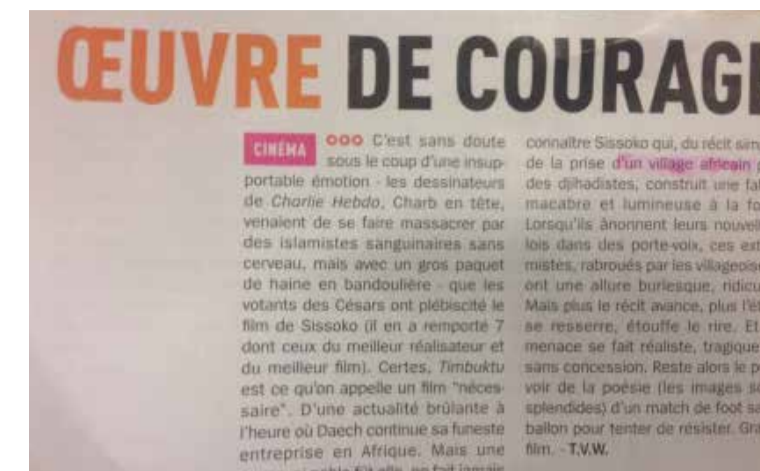 ŒUVRE DE COURAGE
CINÉMA ooo C'est sans doute
sous le coup d'une insup-
portable émotion - les dessinateurs
de Charlie Hebdo, Charb en tête,
venaient de se faire massacrer par
des islamistes sanguinaires sans
cerveau, mais avec un gros paquet
de haine en bandoulière - que les
votants des Césars ont plébiscité le
film de Sissoko (il en a remporté 7
dont ceux du meilleur réalisateur et
du meilleur film). Certes, Timbuktu
est ce qu'on appelle un film "néces-
saire". D'une actualité brûlante à
l'heure où Daech continue sa funeste
entreprise en Afrique. Mais une
connaître Sissoko qui, du récit
de la prise d'un village africain
des djihadistes, construit une
macabre et lumineuse à la
Lorsqu'ils ânonnent leurs
lois dans des porte-voix, ces
mistes, rabroués par les villageois
ont une allure burlesque,
Mais plus le récit avance, plus
se resserre, étouffe le rire. Et
menace se fait réaliste, tragique
sans concession. Reste alors le
voir de la poésie (les images
splendides) d'un match de foot
ballon pour tenter de résister.
film. - T.V.W.